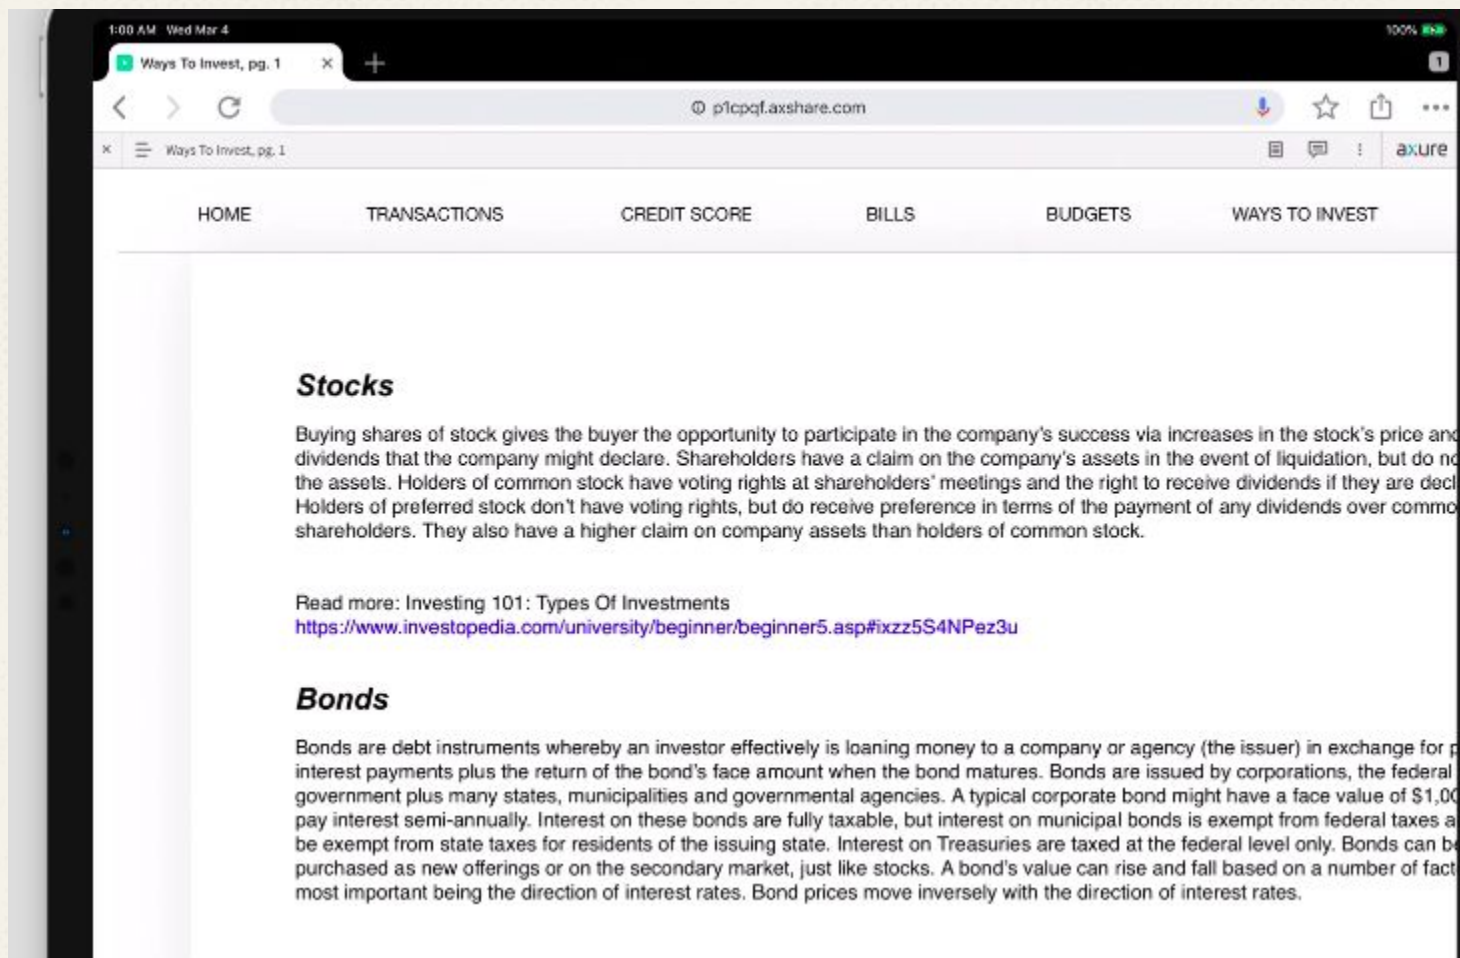 1:00 AM Wed Mar 4
100%
Ways To Invest, pg. 1
1
p1cpqf.axshare.com
Ways To Invest, pg. 1
axure
HOME TRANSACTIONS CREDIT SCORE BILLS BUDGETS WAYS TO INVEST
Stocks
Buying shares of stock gives the buyer the opportunity to participate in the company's success via increases in the stock's price and
dividends that the company might declare. Shareholders have a claim on the company's assets in the event of liquidation, but do
the assets. Holders of common stock have voting rights at shareholders' meetings and the right to receive dividends if they are
Holders of preferred stock don't have voting rights, but do receive preference in terms of the payment of any dividends over
shareholders. They also have a higher claim on company assets than holders of common stock.
Read more: Investing 101: Types Of Investments
https://www.investopedia.com/university/beginner/beginner5.asp#ixzz5S4NPez3u
Bonds
Bonds are debt instruments whereby an investor effectively is loaning money to a company or agency (the issuer) in exchange for
interest payments plus the return of the bond's face amount when the bond matures. Bonds are issued by corporations, the federal
government plus many states, municipalities and governmental agencies. A typical corporate bond might have a face value of
pay interest semi-annually. Interest on these bonds are fully taxable, but interest on municipal bonds is exempt from federal taxes
be exempt from state taxes for residents of the issuing state. Interest on Treasuries are taxed at the federal level only. Bonds can
purchased as new offerings or on the secondary market, just like stocks. A bond's value can rise and fall based on a number of
most important being the direction of interest rates. Bond prices move inversely with the direction of interest rates.